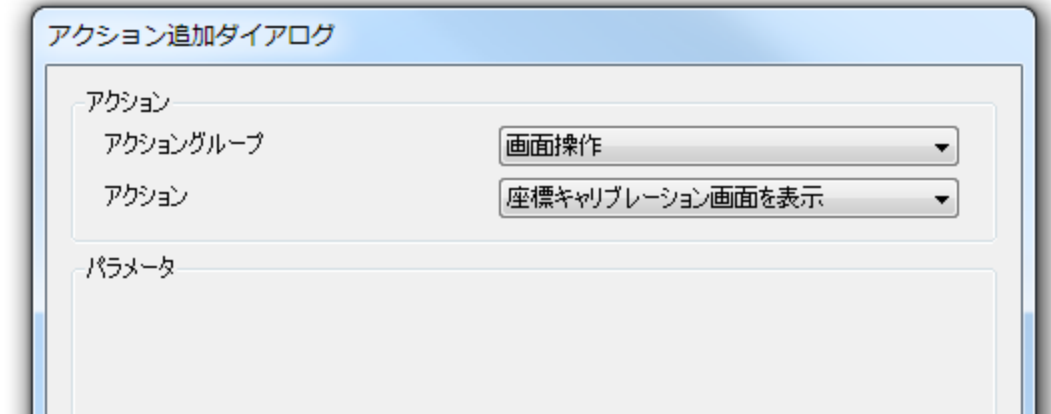 アクション追加ダイアログ
アクション
アクショングループ 画面操作
アクション 座標キャリブレーション画面を表示
パラメータ